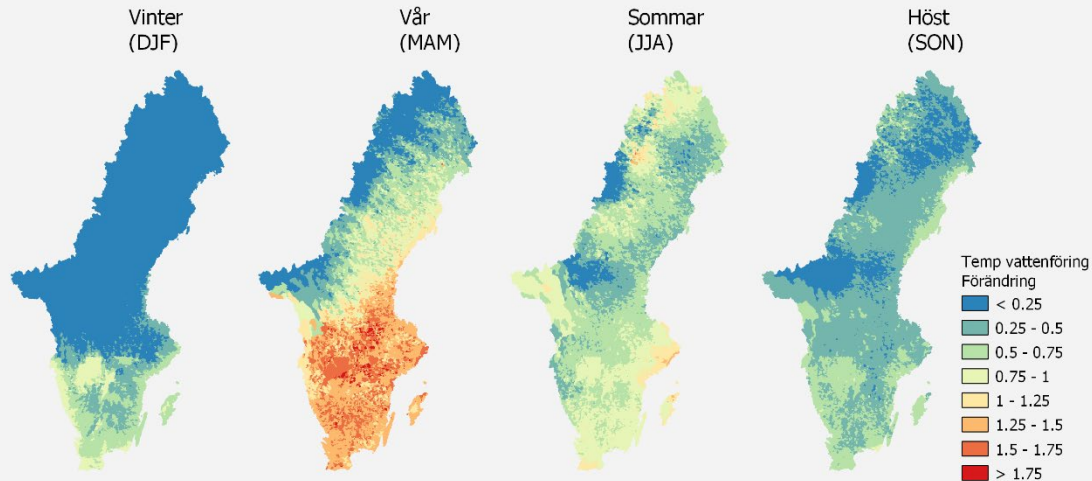 Vinter
(DJF)
Vår
(MAM)
Sommar
(JJA)
Höst
(SON)
Temp vattenföring
Förändring
< 0.25
0.25 - 0.5
0.5 - 0.75
0.75 - 1
1 - 1.25
1.25 - 1.5
1.5 - 1.75
> 1.75